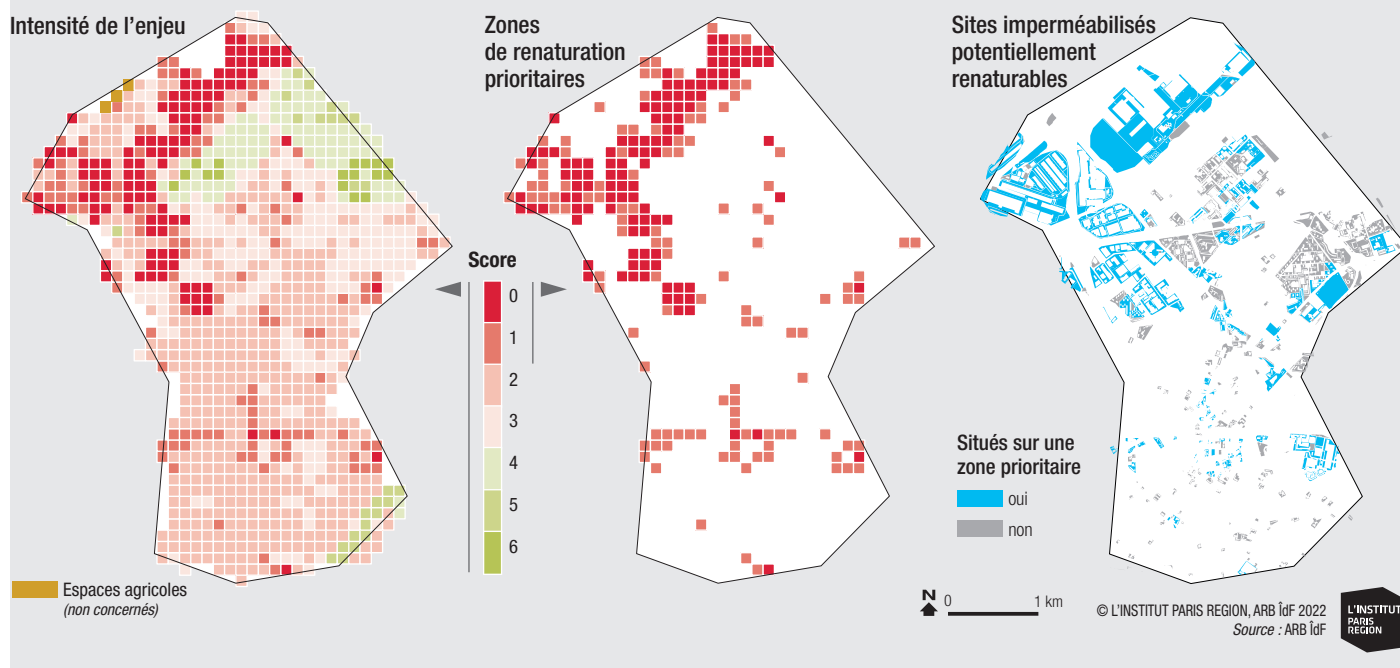 Intensité de l'enjeu
Zones
de renaturation
prioritaires
Sites imperméabilisés
potentiellement
renaturables
Score
0
1
2
3
4
5
6
Situés sur une
zone prioritaire
oui
non
Espaces agricoles
(non concernés)
N
0
1 km
© L'INSTITUT PARIS REGION, ARB ÎdF 2022
Source : ARB ÎdF
L'INSTITUT
PARIS
REGION